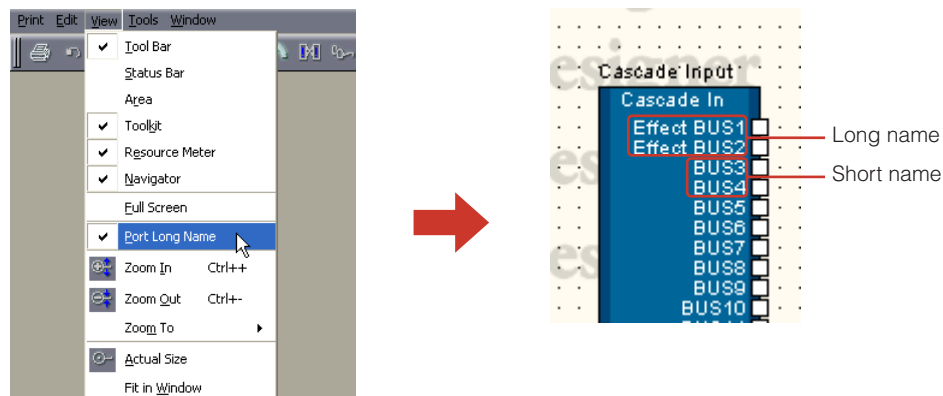 Print Edit View Tools Window
Tool Bar
Status Bar
Area
Toolkit
Resource Meter
Navigator
Full Screen
Port Long Name
Zoom In Ctrl++
Zoom Out Ctrl+-
Zoom To
Actual Size
Fit in Window
Cascade Input
Cascade In
Effect BUS1
Effect BUS2
BUS3
BUS4
BUS5
BUS6
BUS7
BUS8
BUS9
BUS10
Long name
Short name